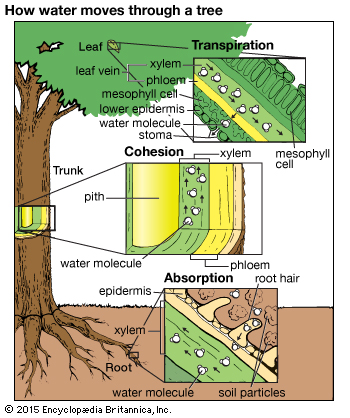 How water moves through a tree
Leaf
Transpiration
leaf vein
xylem
phloem
mesophyll cell
lower epidermis
water molecule
stoma
mesophyll
cell
Cohesion
xylem
Trunk
pith
water molecule
phloem
Absorption
root hair
epidermis
xylem
Root
water molecule
soil particles
© 2015 Encyclopædia Britannica, Inc.